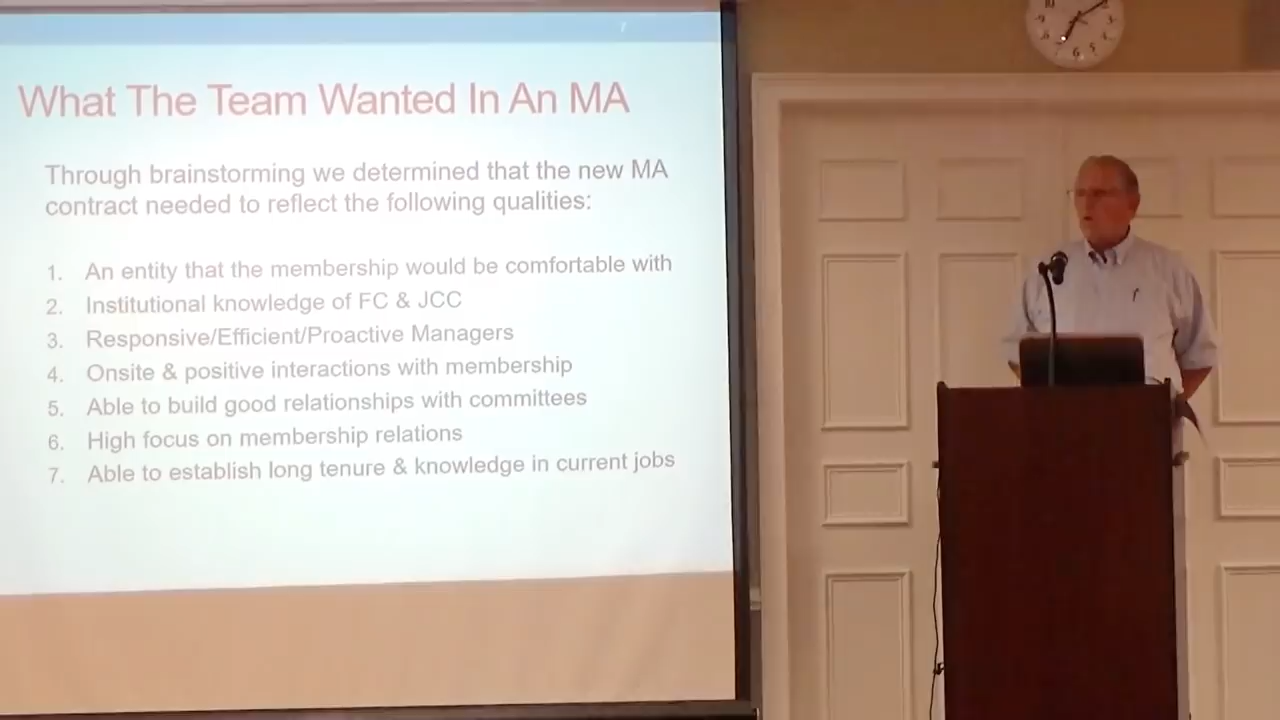 What The Team Wanted In An MA
Through brainstorming we determined that the new MA
contract needed to reflect the following qualities:
1. An entity that the membership would be comfortable with
2. Institutional knowledge of FC & JCC
3. Responsive/Efficient/Proactive Managers
4. Onsite & positive interactions with membership
5. Able to build good relationships with committees
6. High focus on membership relations
7. Able to establish long tenure & knowledge in current jobs